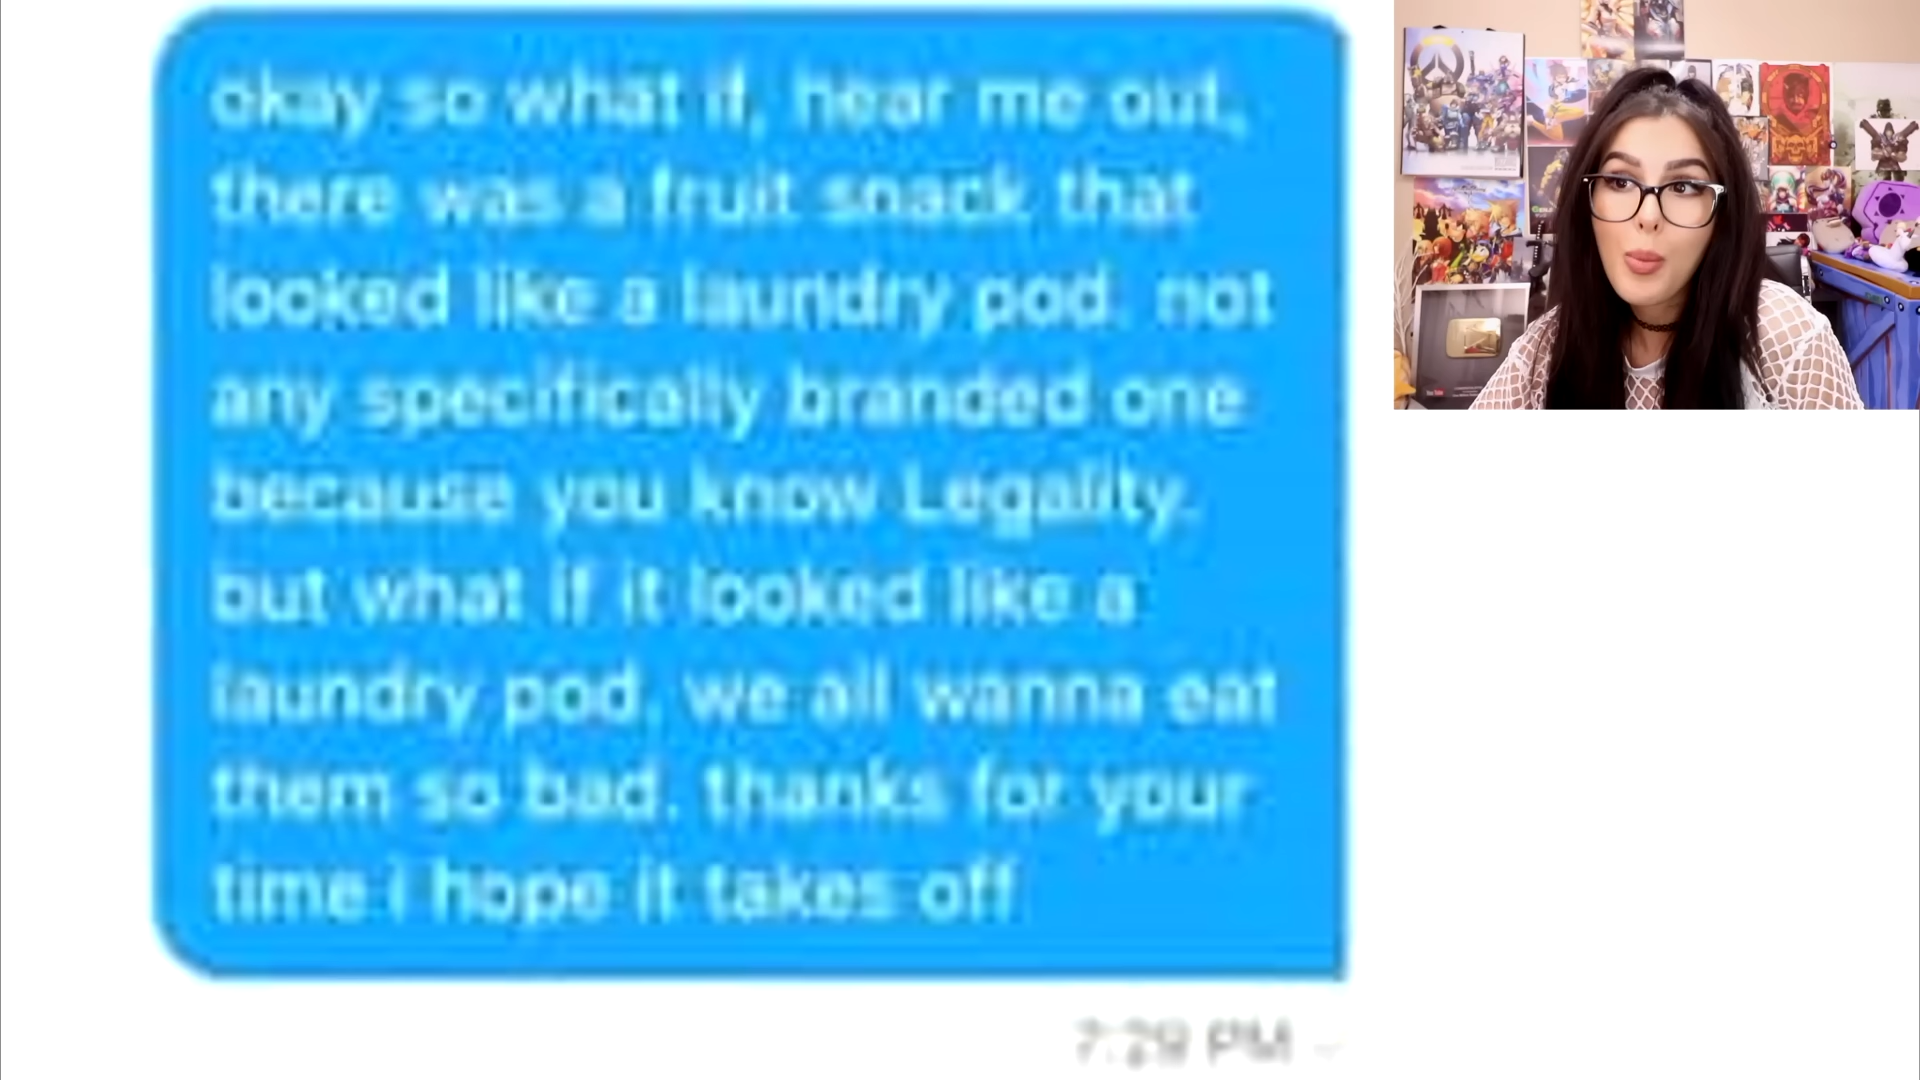 okay so what if, hear me out,
there was a fruit snack that
looked like a laundry pod. not
any specifically branded one
because you know Legality.
but what if it looked like a
laundry pod. we all wanna eat
them so bad. thanks for your
time i hope it takes off
7:29 PM